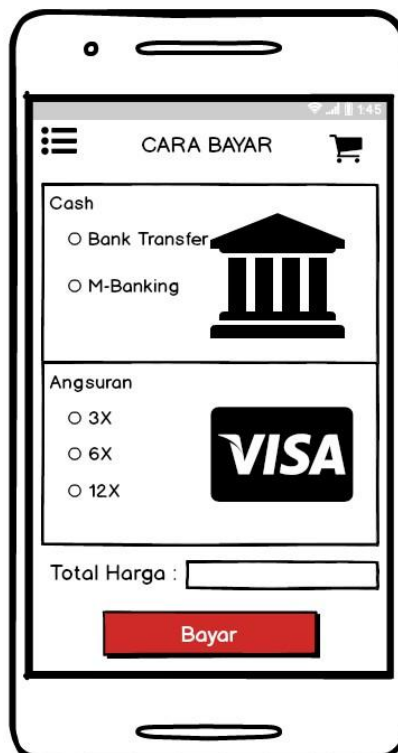 1:45
CARA BAYAR
Cash
Bank Transfer
M-Banking
Angsuran
3X
6X
12X
VISA
Total Harga :
Bayar